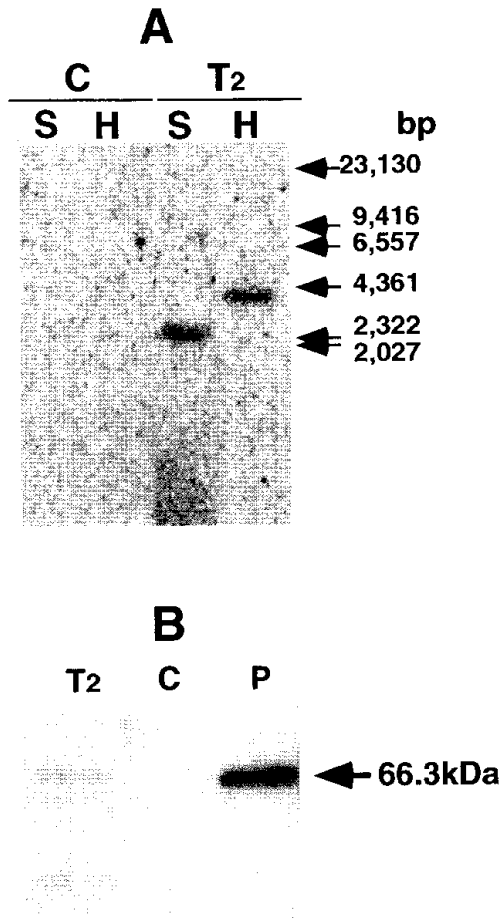 A
C T2
S H S H bp
23,130
9,416
6,557
4,361
2,322
2,027
B
T2 C P
66.3kDa